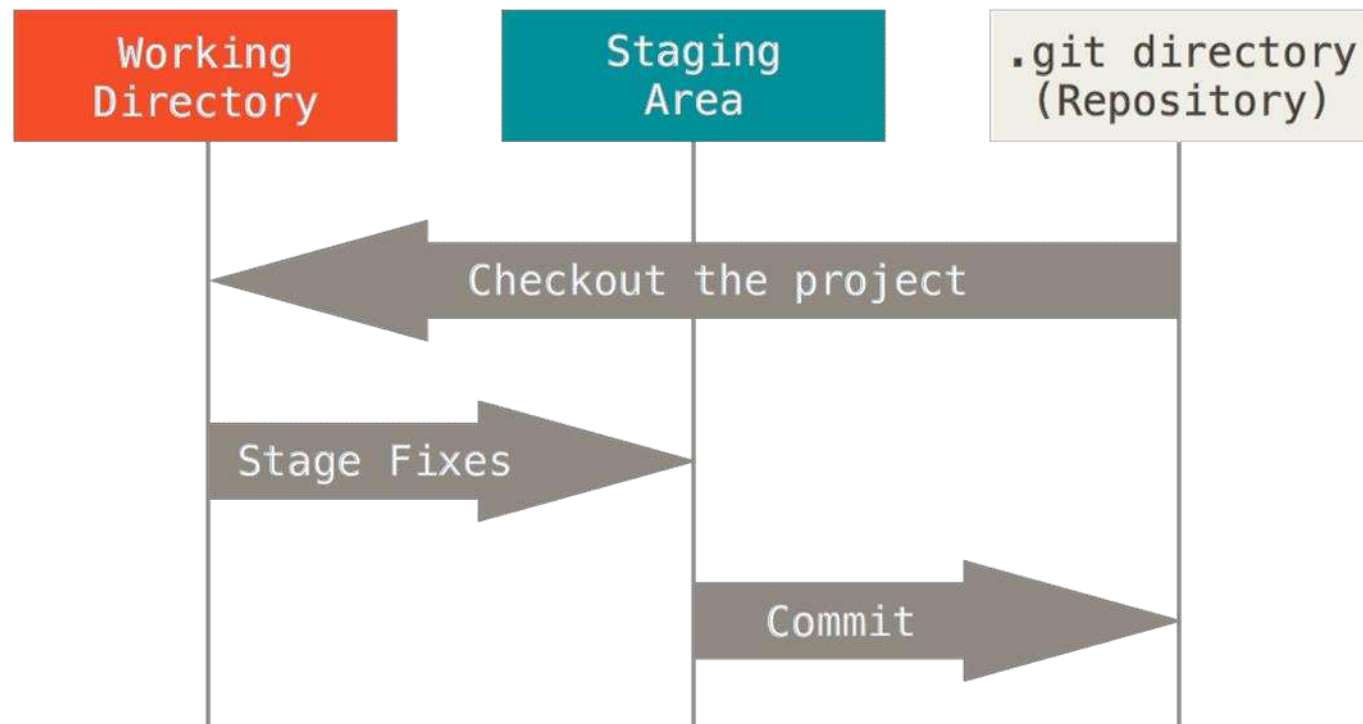 Working
Directory
Staging
Area
.git directory
(Repository)
Checkout the project
Stage Fixes
Commit